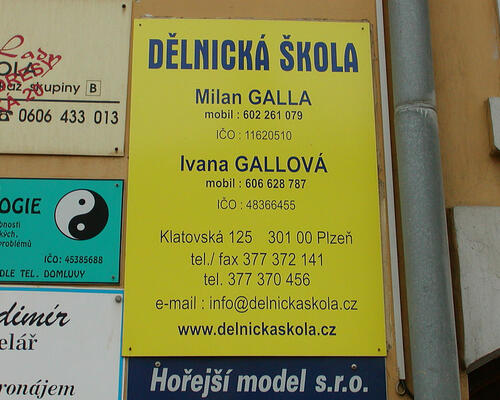 DĚLNICKÁ ŠKOLA
Milan GALLA
mobil : 602 261 079
IČO : 11620510
Ivana GALLOVÁ
mobil : 606 628 787
IČO : 48366455
Klatovská 125 301 00 Plzeň
tel./ fax 377 372 141
tel. 377 370 456
e-mail : info@delnickaskola.cz
www.delnickaskola.cz
Hořejší model s.r.o.
skupiny B
0606 433 013
OGIE
IČO: 45385688
DLE TEL. DOMLUVY
dimír
elář
ronájem